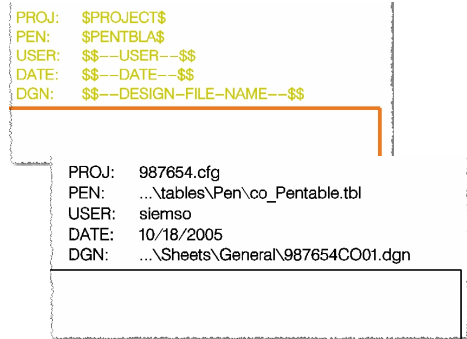 PROJ: $PROJECT$
PEN: $PENTBLA$
USER: $$--USER--$$
DATE: $$--DATE--$$
DGN: $$--DESIGN-FILE-NAME--$$
PROJ: 987654.cfg
PEN: ...\tables\Pen\co_Pentable.tbl
USER: siemso
DATE: 10/18/2005
DGN: ...\Sheets\General\987654CO01.dgn